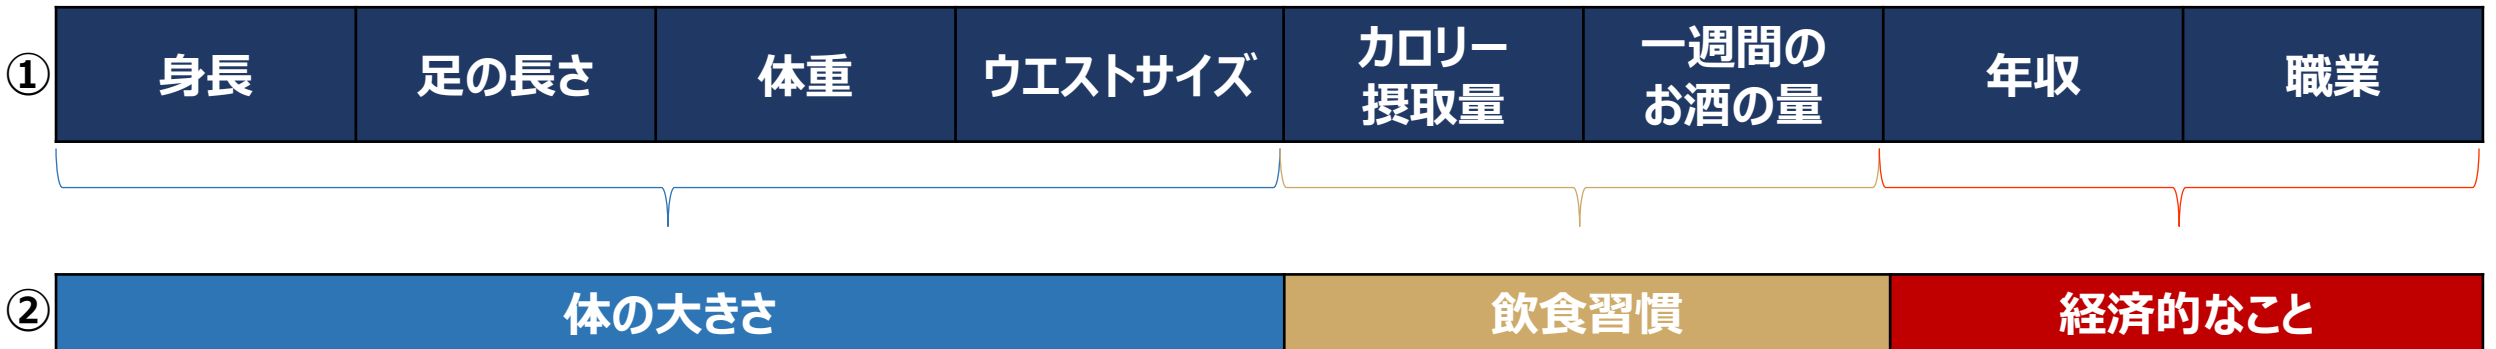 ①
身長
足の長さ
体重
ウエストサイズ
カロリー
摂取量
一週間の
お酒の量
年収
職業
②
体の大きさ
飲食習慣
経済的なこと